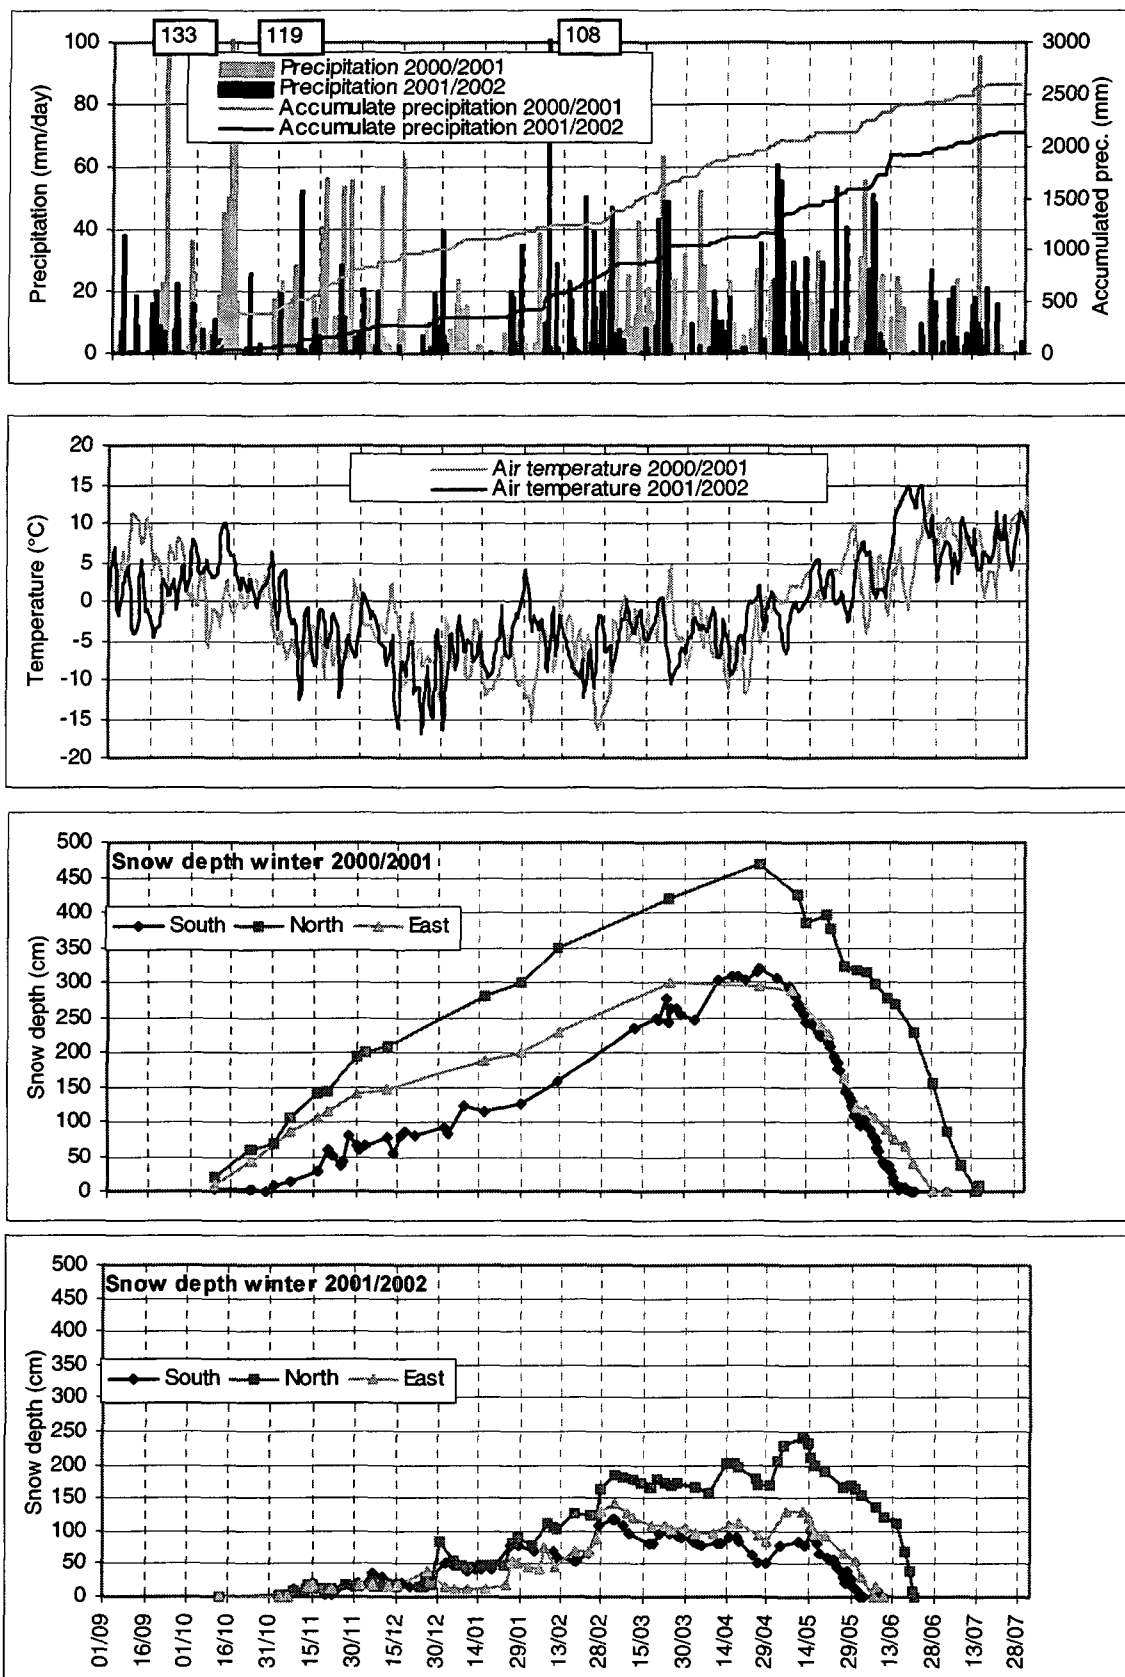 133 119 108
100 3000
Precipitation 2000/2001
Precipitation 2001/2002
Accumulate precipitation 2000/2001
Accumulate precipitation 2001/2002
80 2500
2000
60
1500
40
1000
20
500
0 0
Precipitation (mm/day)
Accumulated prec. (mm)
20
Air temperature 2000/2001
15
Air temperature 2001/2002
10
5
0
-5
-10
-15
-20
Temperature (°C)
500
Snow depth winter 2000/2001
450
400
South North East
350
300
250
200
150
100
50
0
Snow depth (cm)
500
Snow depth winter 2001/2002
450
400
350
South North East
300
250
200
150
100
50
0
Snow depth (cm)
01/09 16/09 01/10 16/10 31/10 15/11 30/11 15/12 30/12 14/01 29/01 13/02 28/02 15/03 30/03 14/04 29/04 14/05 29/05 13/06 28/06 13/07 28/07